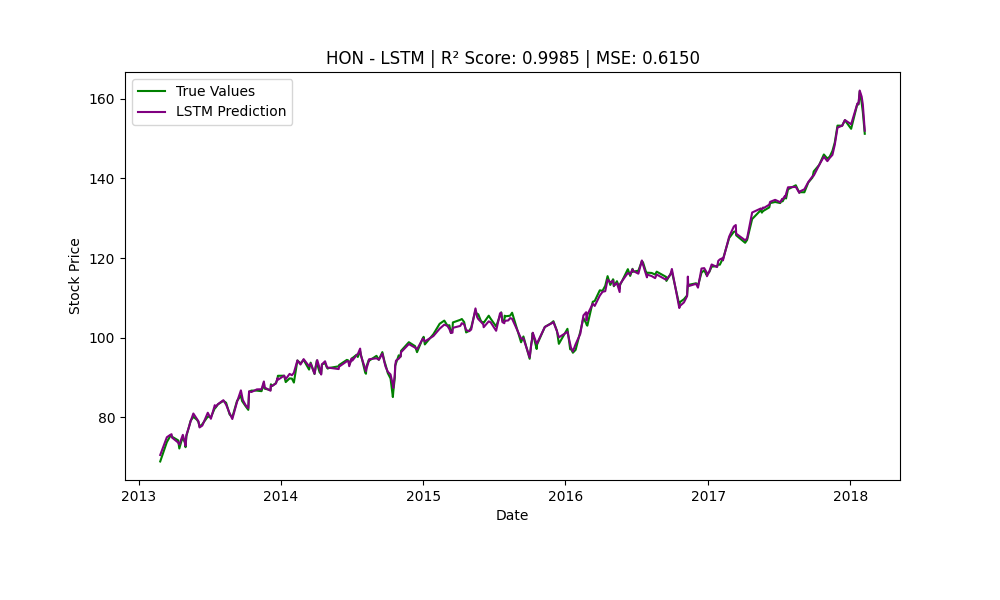 HON - LSTM | R² Score: 0.9985 | MSE: 0.6150
True Values
LSTM Prediction
160
140
120
100
80
Stock Price
2013 2014 2015 2016 2017 2018
Date